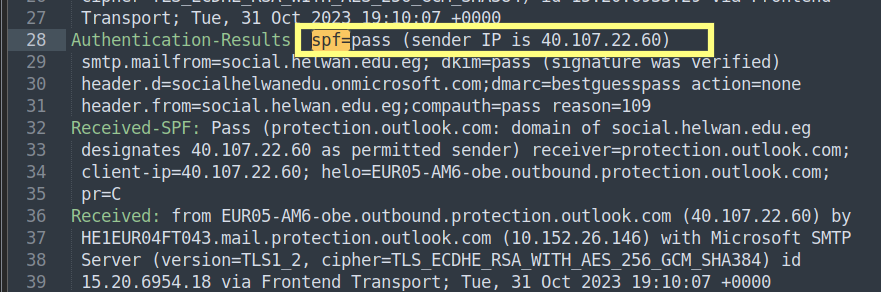 27 Transport; Tue, 31 Oct 2023 19:10:07 +0000
28 Authentication-Results spf=pass (sender IP is 40.107.22.60)
29 smtp.mailfrom=social.helwan.edu.eg; dkim=pass (signature was verified)
30 header.d=socialhelwanedu.onmicrosoft.com;dmarc=bestguesspass action=none
31 header.from=social.helwan.edu.eg;compauth=pass reason=109
32 Received-SPF: Pass (protection.outlook.com: domain of social.helwan.edu.eg
33 designates 40.107.22.60 as permitted sender) receiver=protection.outlook.com;
34 client-ip=40.107.22.60; helo=EUR05-AM6-obe.outbound.protection.outlook.com;
35 pr=C
36 Received: from EUR05-AM6-obe.outbound.protection.outlook.com (40.107.22.60) by
37 HE1EUR04FT043.mail.protection.outlook.com (10.152.26.146) with Microsoft SMTP
38 Server (version=TLS1_2, cipher=TLS_ECDHE_RSA_WITH_AES_256_GCM_SHA384) id
39 15.20.6954.18 via Frontend Transport; Tue, 31 Oct 2023 19:10:07 +0000